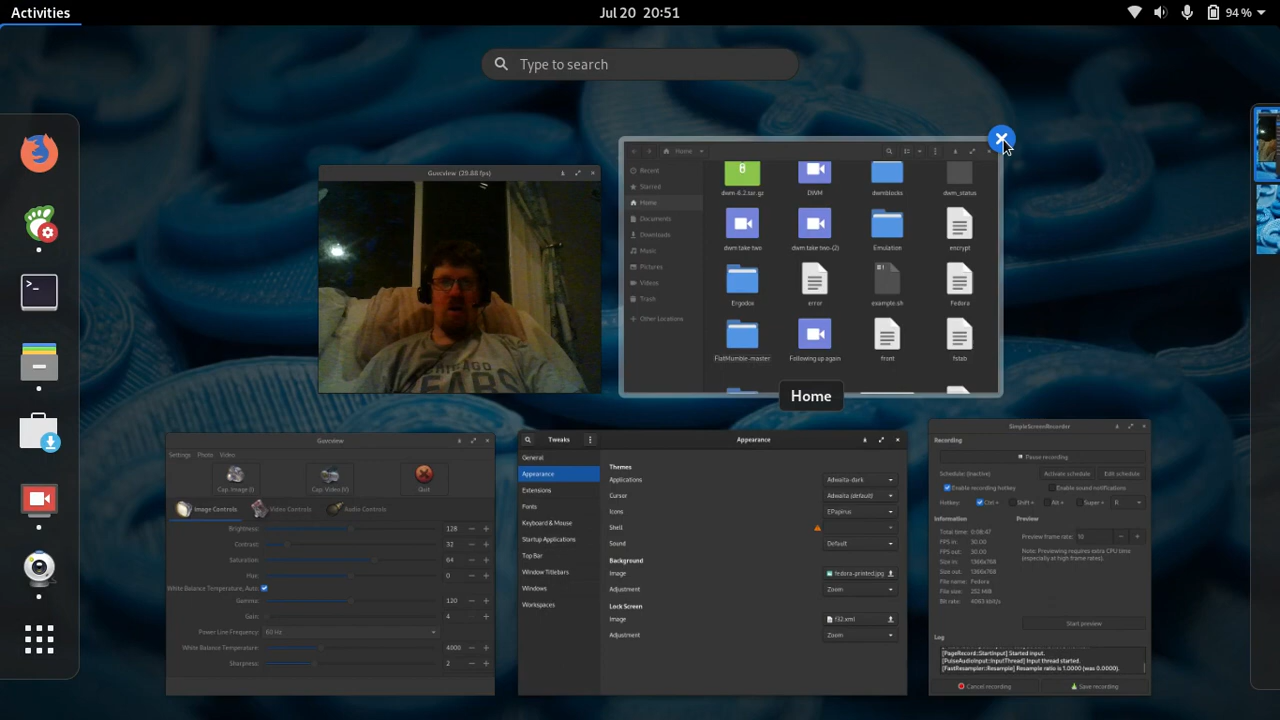 Activities
Jul 20 20:51
94 %
Type to search
Guvcview (29.88 fps)
Home
Recent
Starred
Home
Documents
Downloads
Music
Pictures
Videos
Trash
Other Locations
dwm-6.2.tar.gz
DWM
dwmblocks
dwm_status
dwm take two
dwm take two-(2)
Emulation
encrypt
Ergodox
error
example.sh
Fedora
FlatMumble-master
Following up again
front
fstab
Home
Guvcview
Settings Photo Video
Cap. Image (I)
Cap. Video (V)
Quit
Image Controls
Video Controls
Audio Controls
Brightness: 128
Contrast: 32
Saturation: 64
Hue: 0
White Balance Temperature, Auto:
Gamma: 120
Gain: 4
Power Line Frequency: 60 Hz
White Balance Temperature: 4000
Sharpness: 2
Tweaks
Appearance
General
Appearance
Extensions
Fonts
Keyboard & Mouse
Startup Applications
Top Bar
Window Titlebars
Windows
Workspaces
Themes
Applications Adwaita-dark
Cursor Adwaita (default)
Icons EPapirus
Shell
Sound Default
Background
Image fedora-printed.jpg
Adjustment Zoom
Lock Screen
Image f32.xml
Adjustment Zoom
SimpleScreenRecorder
Recording
Pause recording
Scheduler (inactive) Activate schedule Edit schedule
Enable recording hotkey Enable sound notifications
Hotkey: Ctrl + Shift + Alt + Super + R
Information
Total time: 0:08:47
FPS in: 30.00
FPS out: 30.00
Size in: 1366x768
Size out: 1366x768
File name: Fedora
File size: 252 MiB
Bit rate: 4063 kbit/s
Preview
Preview frame rate: 10
Note: Previewing requires extra CPU time
(especially at high frame rates).
Start preview
Log
[PageRecord::StartInput] Started input.
[PulseAudioInput::InputThread] Input thread started.
[FastResampler::Resample] Resample ratio is 1.0000 (was 0.0000).
Cancel recording
Save recording